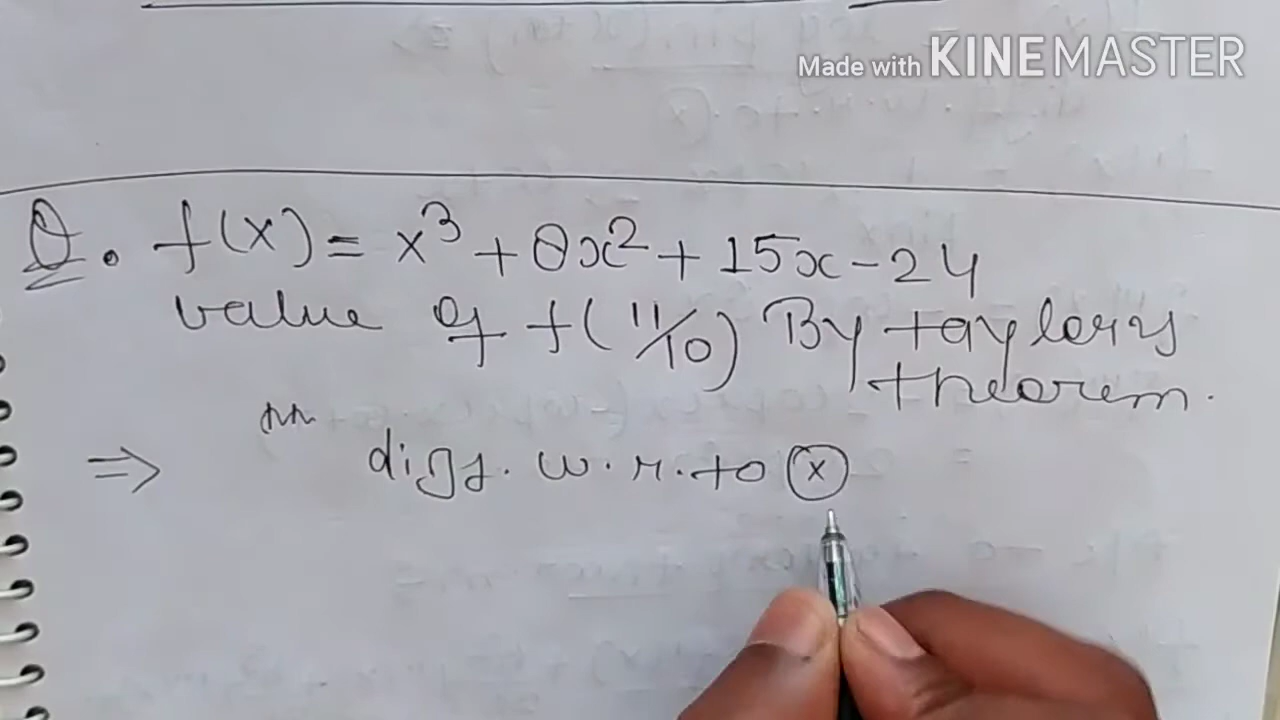 Made with KINEMASTER
Q. f(x) = x³ + 8x² + 15x - 24
value of f(11/10) By taylor's
theorem.
⇒ diff. w.r.to ⓧ